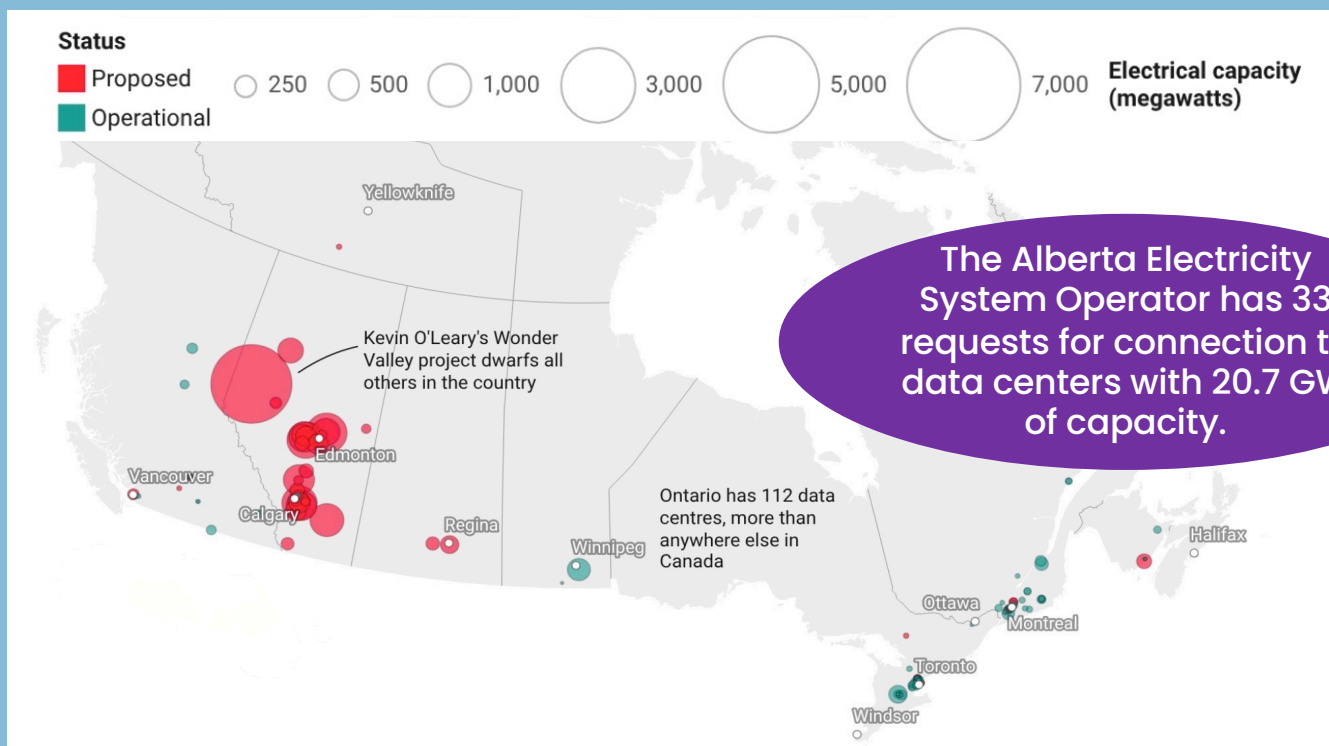 Status
Proposed
Operational
250
500
1,000
3,000
5,000
7,000
Electrical capacity
(megawatts)
Yellowknife
The Alberta Electricity
System Operator has 33
requests for connection t
data centers with 20.7 GW
of capacity.
Kevin O'Leary's Wonder
Valley project dwarfs all
others in the country
Edmonton
Vancouver
Calgary
Regina
Winnipeg
Ontario has 112 data
centres, more than
anywhere else in
Canada
Halifax
Ottawa
Montreal
Toronto
Windsor